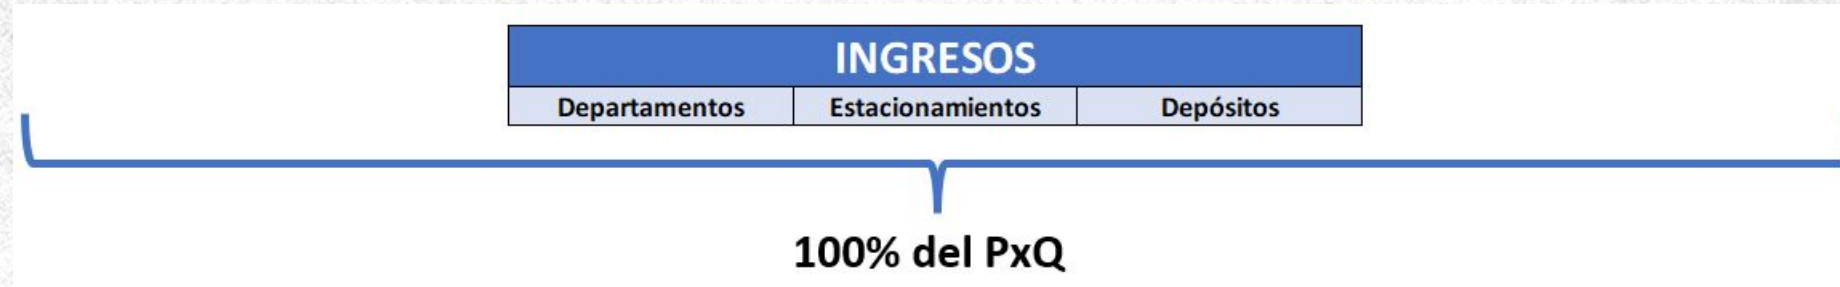 INGRESOS
Departamentos Estacionamientos Depósitos
100% del PxQ